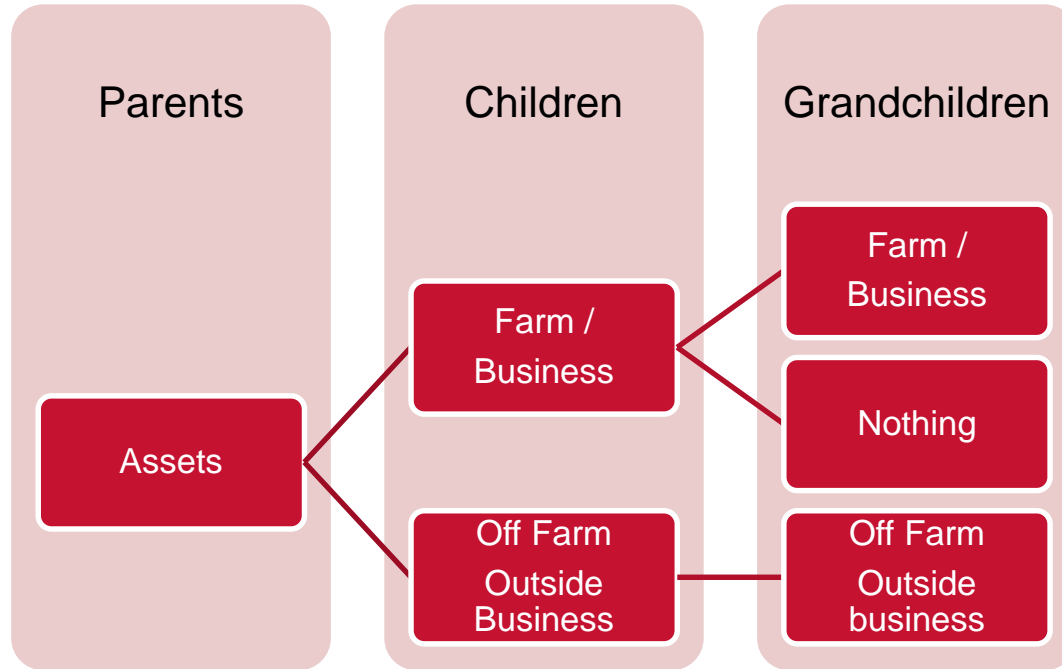 Parents
Children
Grandchildren
Assets
Farm /
Business
Off Farm
Outside
Business
Farm /
Business
Nothing
Off Farm
Outside
business